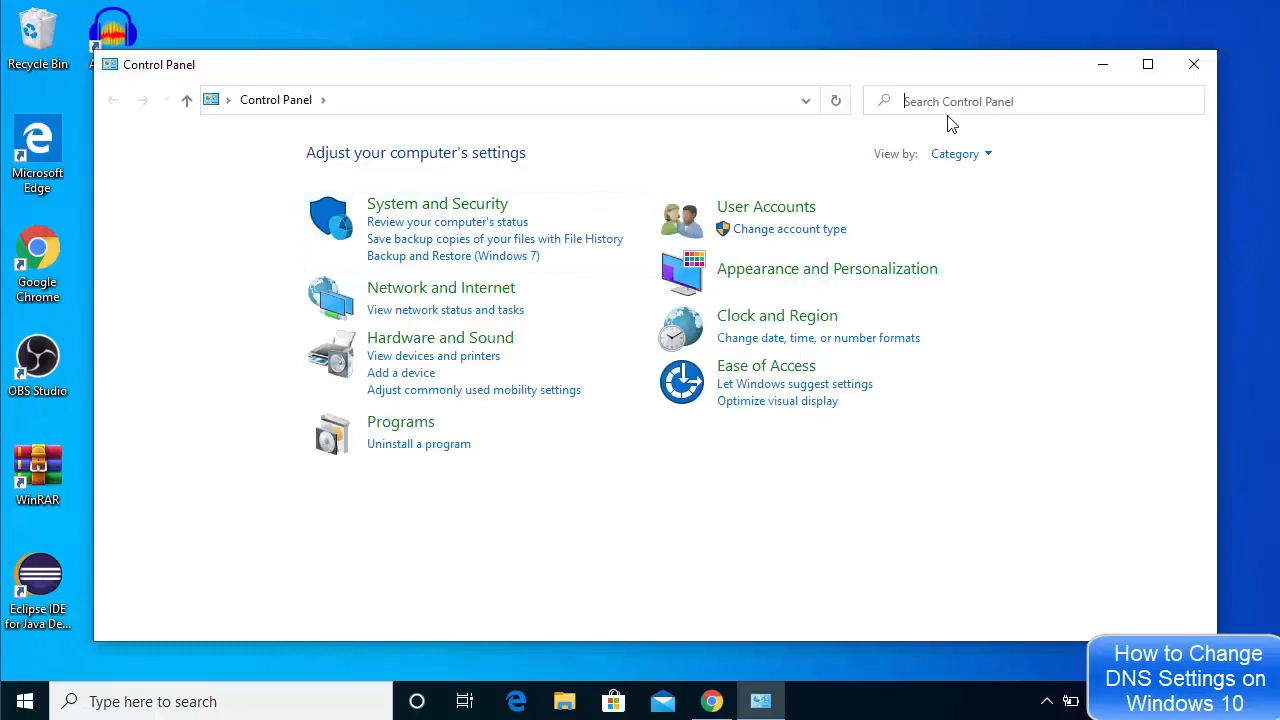 Recycle Bin
Control Panel
Control Panel
Search Control Panel
Adjust your computer's settings
View by:
Category
Microsoft
Edge
System and Security
Review your computer's status
Save backup copies of your files with File History
Backup and Restore (Windows 7)
Network and Internet
View network status and tasks
Hardware and Sound
View devices and printers
Add a device
Adjust commonly used mobility settings
Programs
Uninstall a program
User Accounts
Change account type
Appearance and Personalization
Clock and Region
Change date, time, or number formats
Ease of Access
Let Windows suggest settings
Optimize visual display
Google
Chrome
OBS Studio
WinRAR
Eclipse IDE
for Java De...
Type here to search
How to Change
DNS Settings on
Windows 10